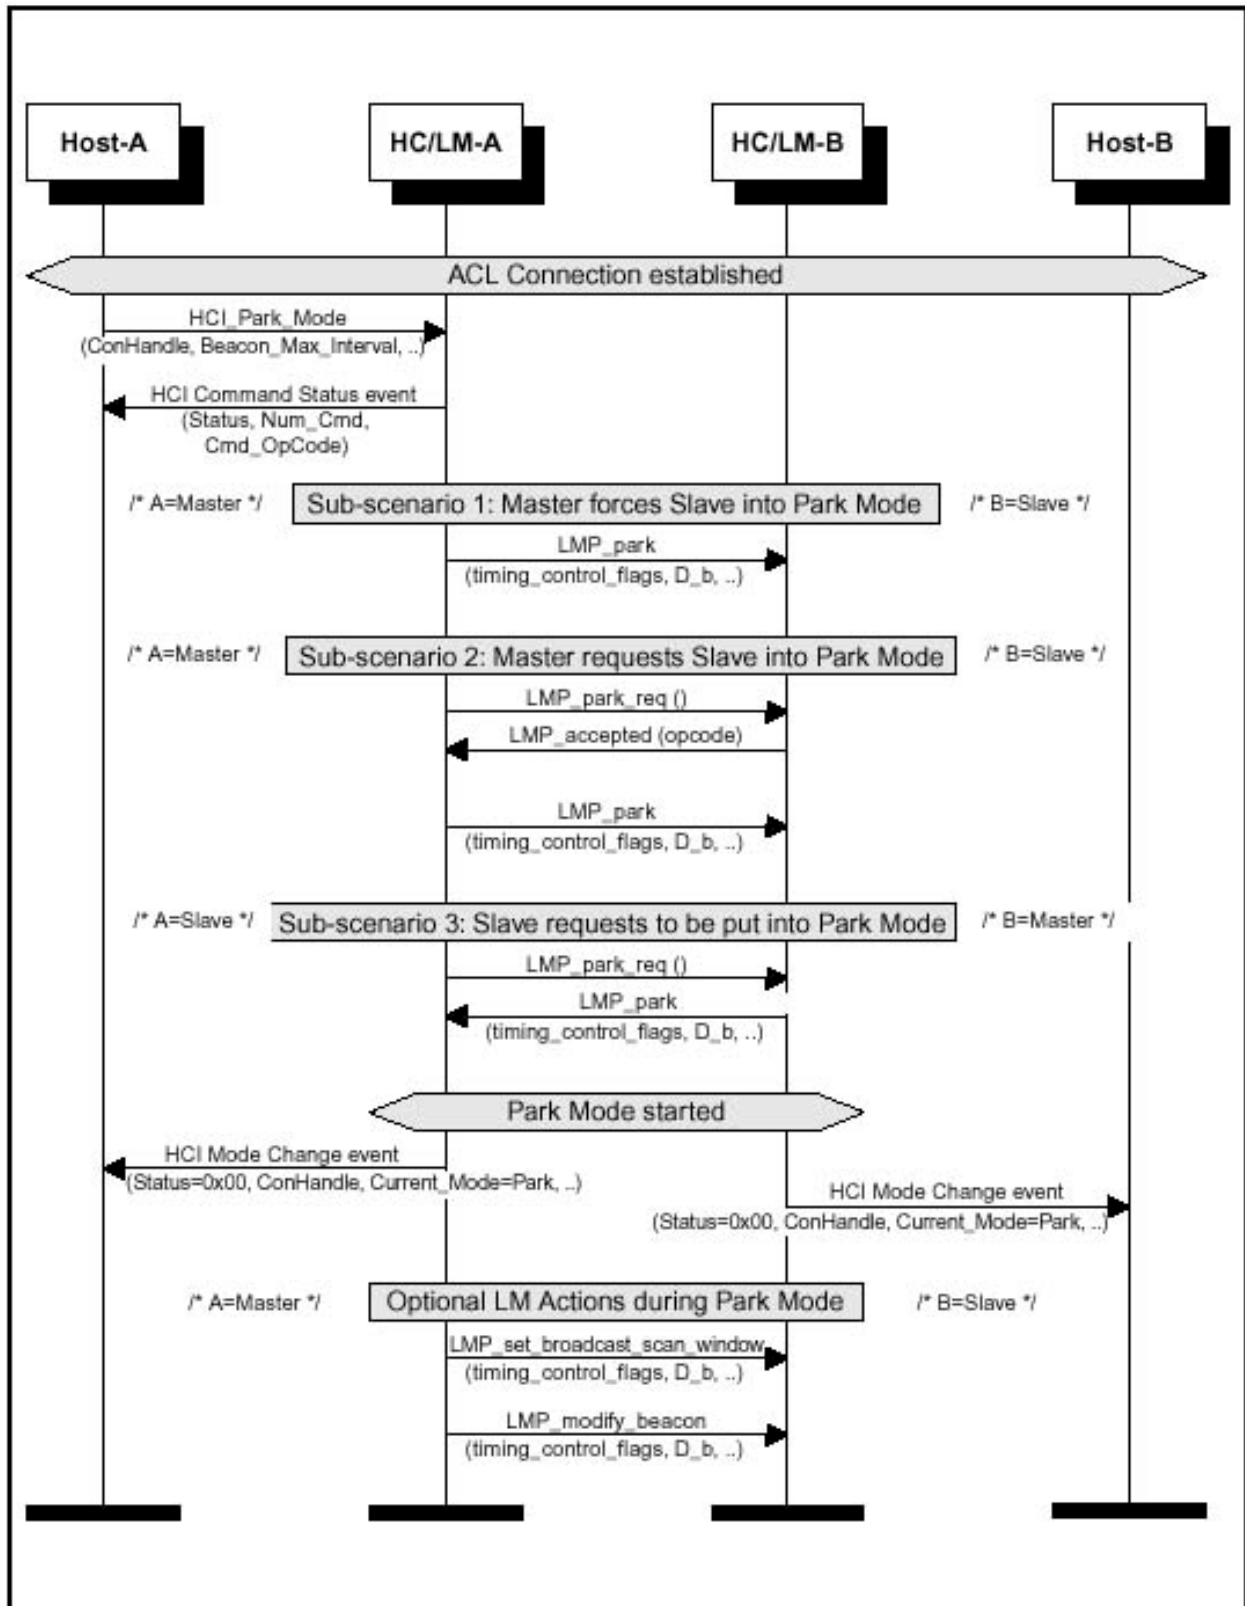 Host-A
HC/LM-A
HC/LM-B
Host-B
ACL Connection established
HCI_Park_Mode
(ConHandle, Beacon_Max_Interval, ..)
HCI Command Status event
(Status, Num_Cmd,
Cmd_OpCode)
/* A=Master */
Sub-scenario 1: Master forces Slave into Park Mode
/* B=Slave */
LMP_park
(timing_control_flags, D_b, ..)
/* A=Master */
Sub-scenario 2: Master requests Slave into Park Mode
/* B=Slave */
LMP_park_req ()
LMP_accepted (opcode)
LMP_park
(timing_control_flags, D_b, ..)
/* A=Slave */
Sub-scenario 3: Slave requests to be put into Park Mode
/* B=Master */
LMP_park_req ()
LMP_park
(timing_control_flags, D_b, ..)
Park Mode started
HCI Mode Change event
(Status=0x00, ConHandle, Current_Mode=Park, ..)
HCI Mode Change event
(Status=0x00, ConHandle, Current_Mode=Park, ..)
/* A=Master */
Optional LM Actions during Park Mode
/* B=Slave */
LMP_set_broadcast_scan_window
(timing_control_flags, D_b, ..)
LMP_modify_beacon
(timing_control_flags, D_b, ..)